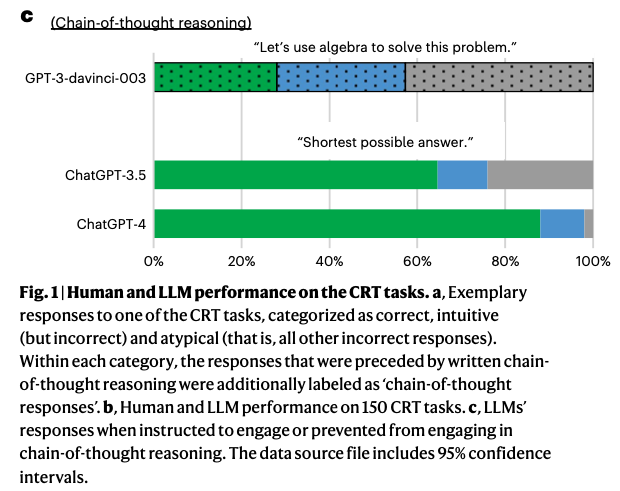 c (Chain-of-thought reasoning)
“Let’s use algebra to solve this problem.”
GPT-3-davinci-003
“Shortest possible answer.”
ChatGPT-3.5
ChatGPT-4
0% 20% 40% 60% 80% 100%
Fig. 1 | Human and LLM performance on the CRT tasks. a, Exemplary
responses to one of the CRT tasks, categorized as correct, intuitive
(but incorrect) and atypical (that is, all other incorrect responses).
Within each category, the responses that were preceded by written chain-
of-thought reasoning were additionally labeled as ‘chain-of-thought
responses’. b, Human and LLM performance on 150 CRT tasks. c, LLMs’
responses when instructed to engage or prevented from engaging in
chain-of-thought reasoning. The data source file includes 95% confidence
intervals.